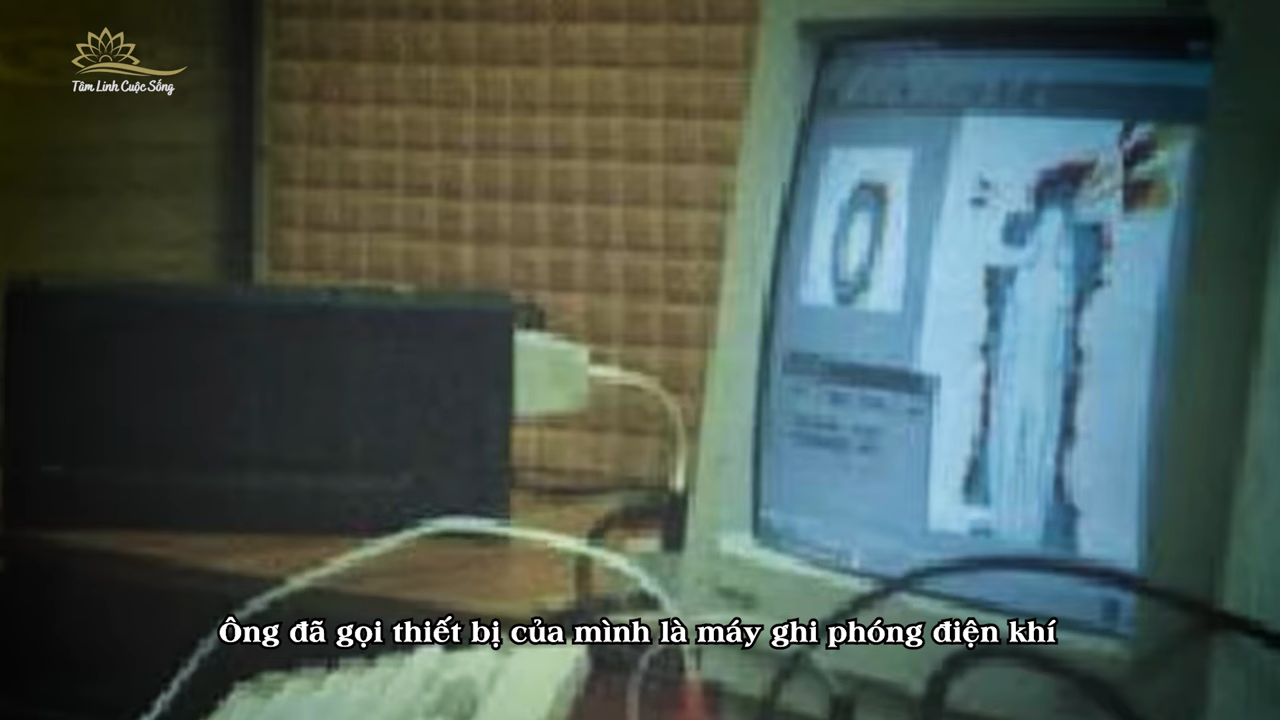 Tâm Linh Cuộc Sống
Ông đã gọi thiết bị của mình là máy ghi phóng điện khí